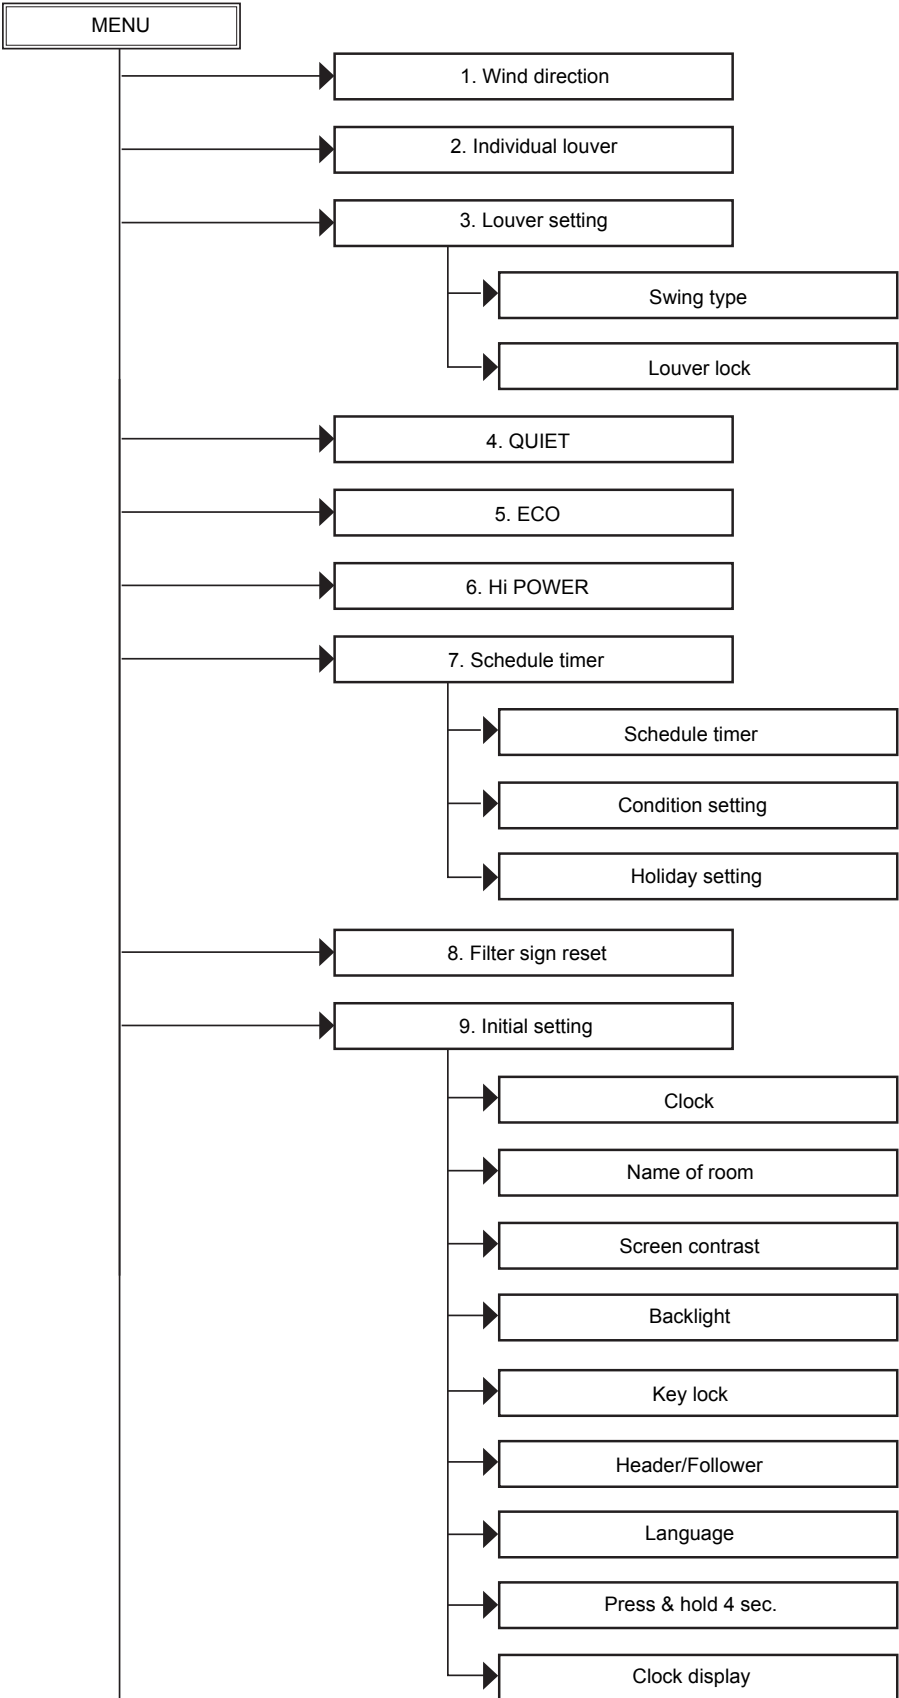 MENU
1. Wind direction
2. Individual louver
3. Louver setting
Swing type
Louver lock
4. QUIET
5. ECO
6. Hi POWER
7. Schedule timer
Schedule timer
Condition setting
Holiday setting
8. Filter sign reset
9. Initial setting
Clock
Name of room
Screen contrast
Backlight
Key lock
Header/Follower
Language
Press & hold 4 sec.
Clock display